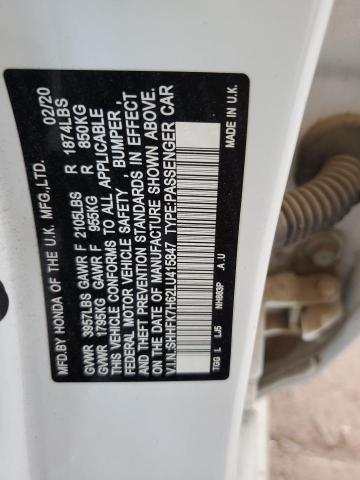 MFD.BY HONDA OF THE U.K. MFG.,LTD. 02/20
GVWR 3957LBS GAWR F 2105LBS R 1874LBS
GVWR 1795KG GAWR F 955KG R 850KG
THIS VEHICLE CONFORMS TO ALL APPLICABLE
FEDERAL MOTOR VEHICLE SAFETY, BUMPER,
AND THEFT PREVENTION STANDARDS IN EFFECT
ON THE DATE OF MANUFACTURE SHOWN ABOVE.
V.I.N.:SHHFK7H62LU415847 TYPE:PASSENGER CAR
MADE IN U.K.
TGG L LJ5 NH883P .A.U